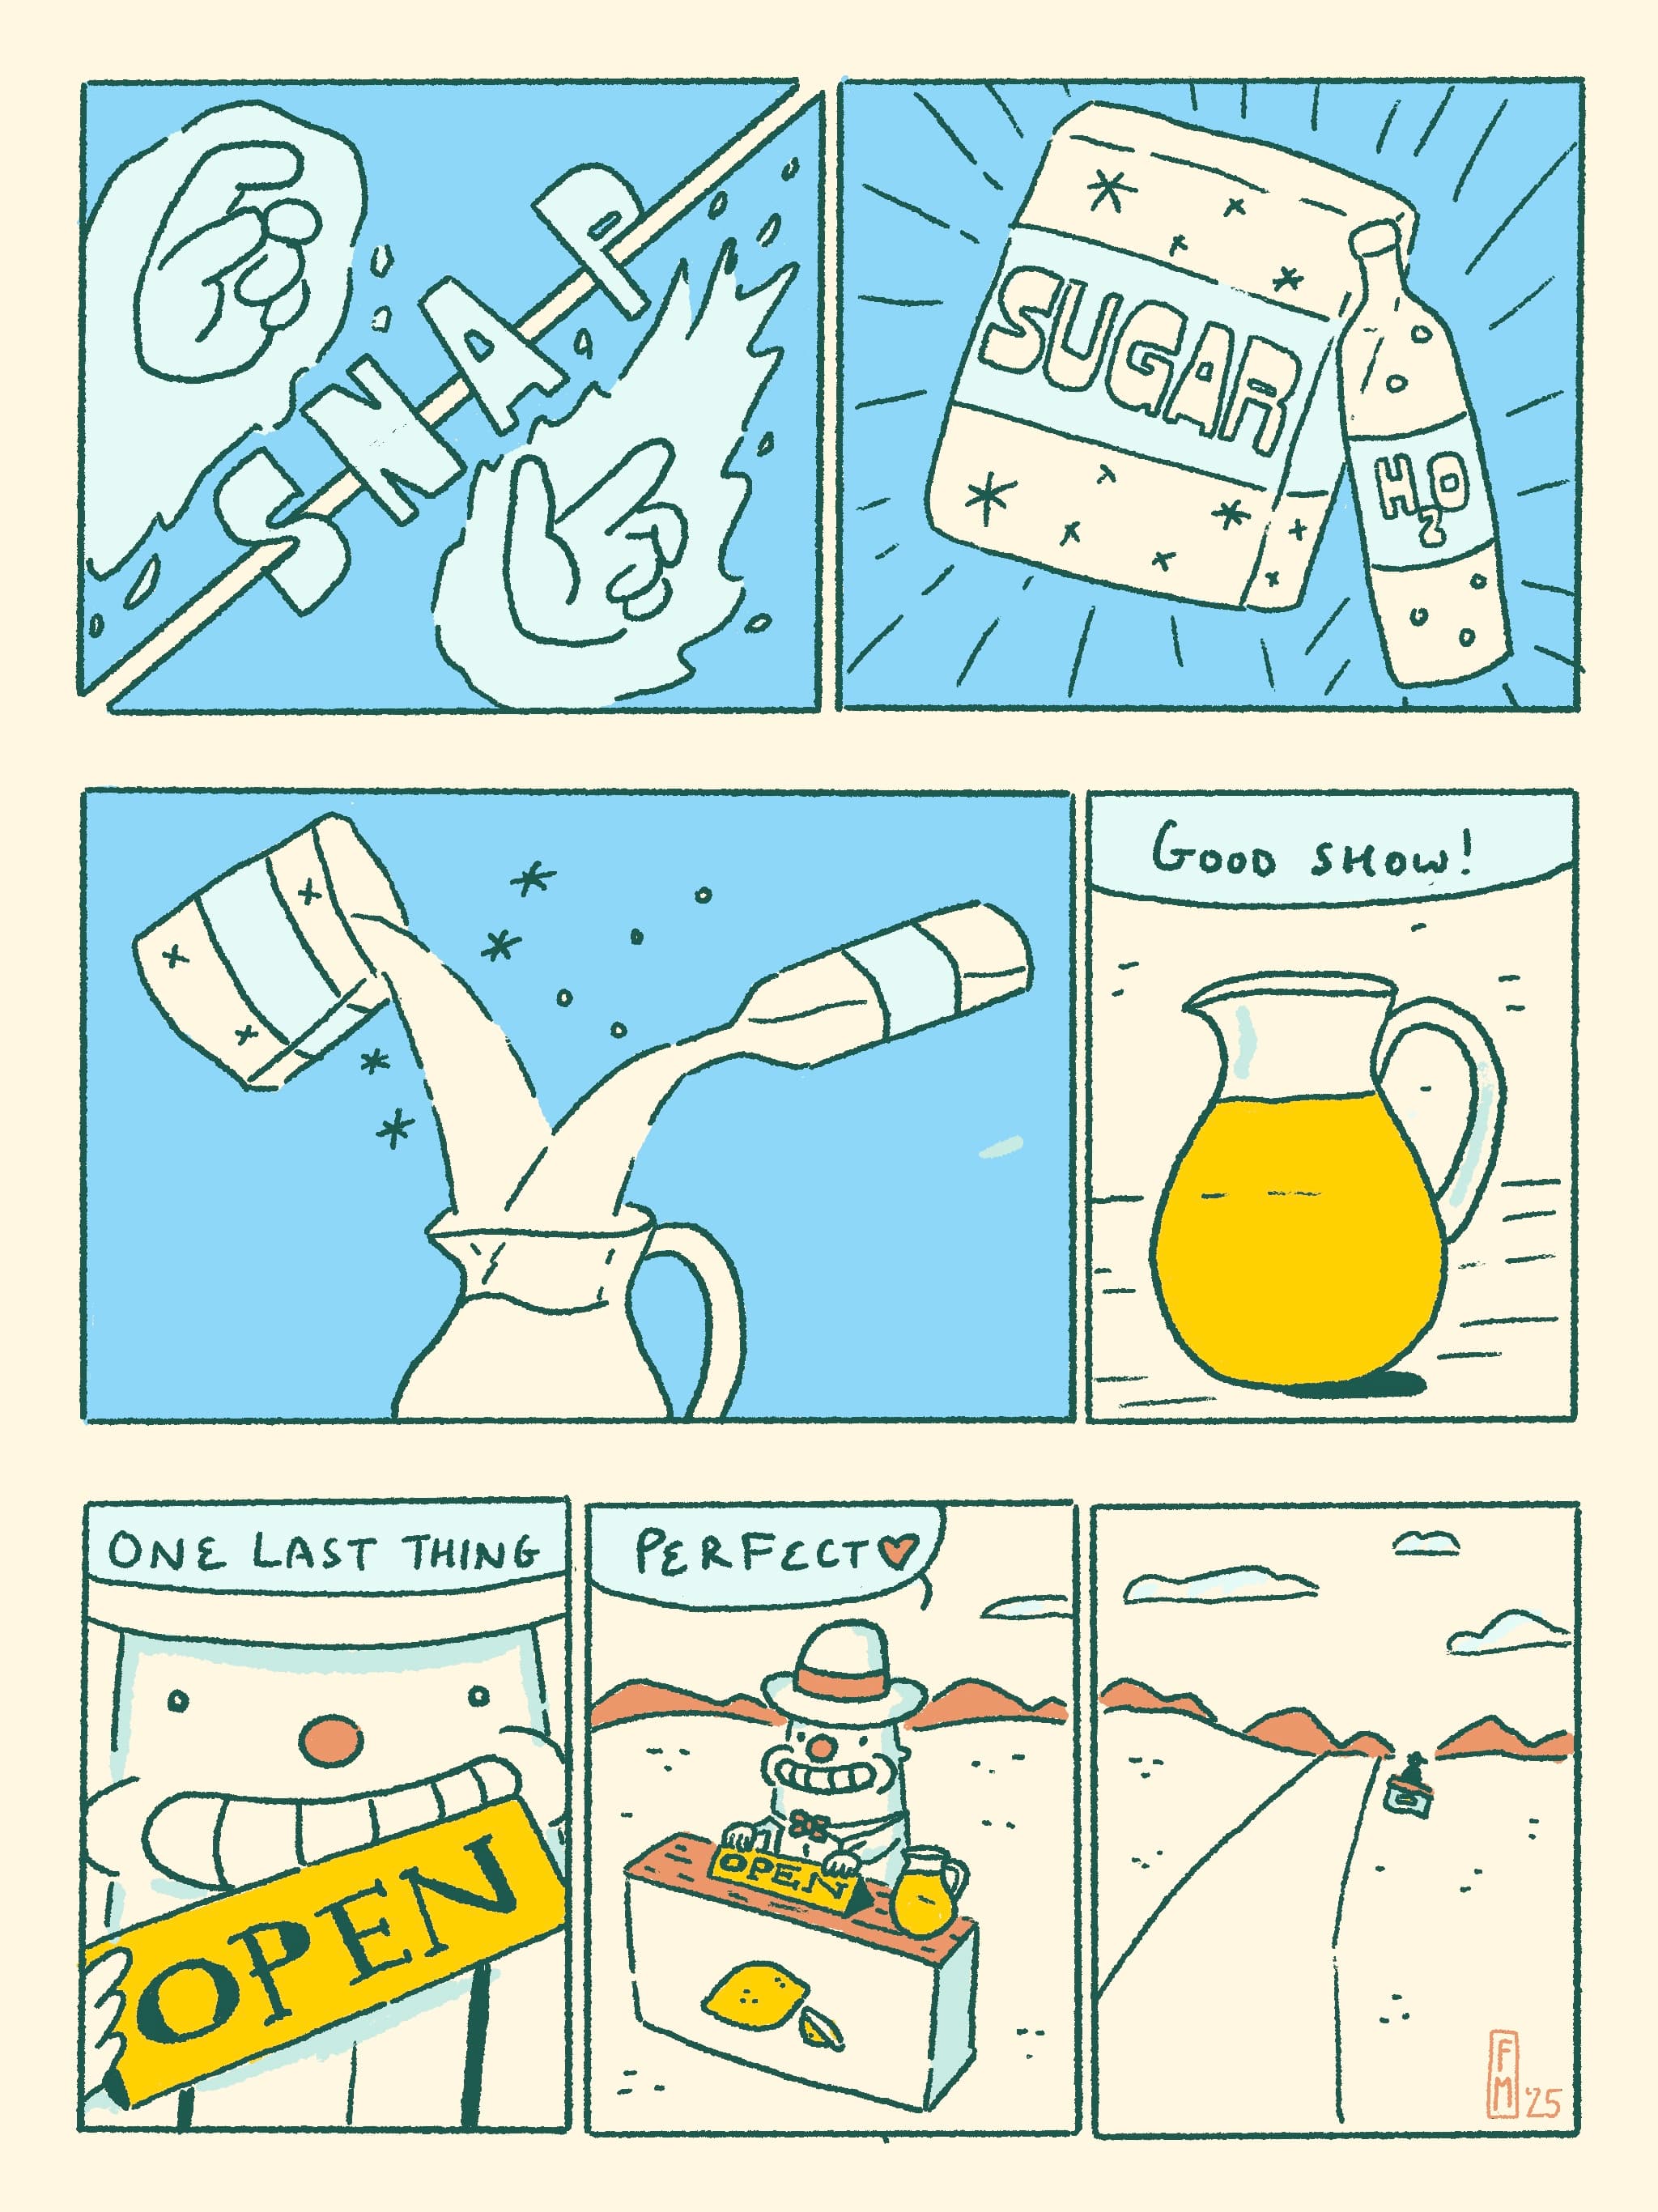 SNAP
SUGAR
H2O
GOOD SHOW!
ONE LAST THING
OPEN
PERFECT
OPEN
FM '25